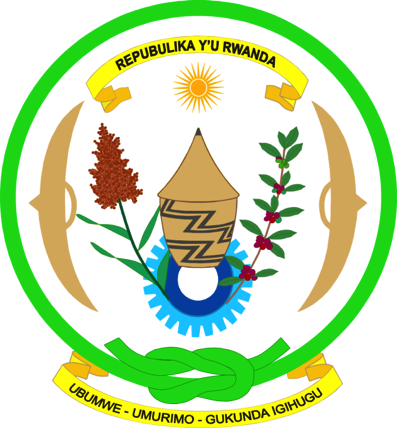 REPUBULIKA Y'U RWANDA
UBUMWE - UMURIMO - GUKUNDA IGIHUGU